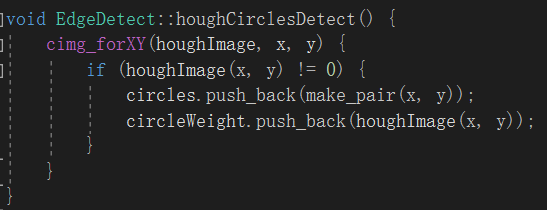 void EdgeDetect::houghCirclesDetect() {
    cimg_forXY(houghImage, x, y) {
        if (houghImage(x, y) != 0) {
            circles.push_back(make_pair(x, y));
            circleWeight.push_back(houghImage(x, y));
        }
    }
}